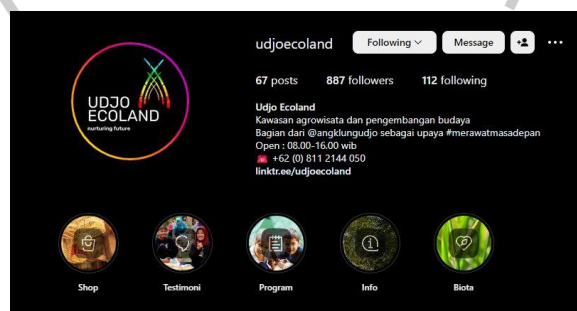 udjoecoland Following Message
67 posts 887 followers 112 following
UDJO
ECOLAND
nurturing future
Udjo Ecoland
Kawasan agrowisata dan pengembangan budaya
Bagian dari @angklungudjo sebagai upaya #merawatmasadepan
Open : 08.00-16.00 wib
+62 (0) 811 2144 050
linktr.ee/udjoecoland
Shop Testimoni Program Info Biota